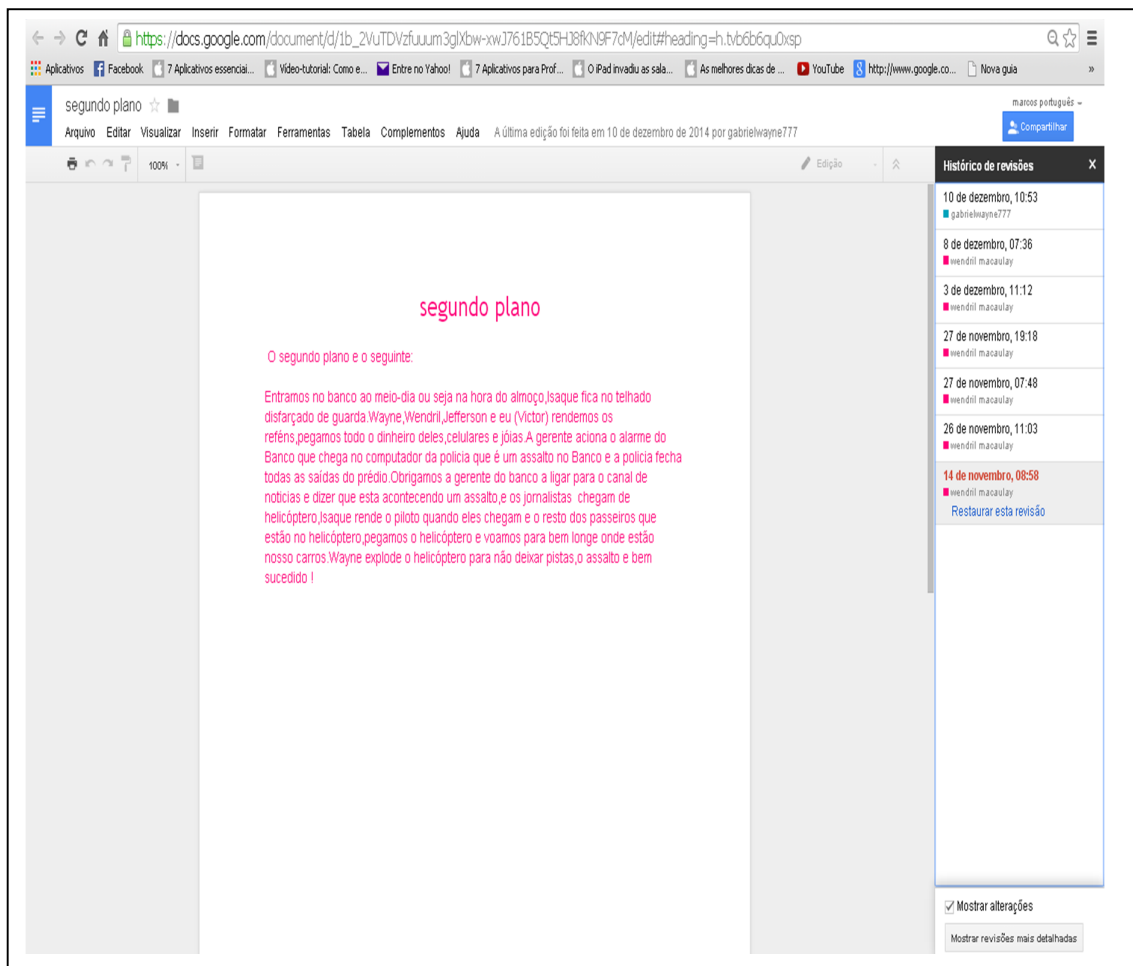 https://docs.google.com/document/d/1b_2VuTDVzfuuum3glXbw-xwJ761B5Qt5HJ8fKN9F7cM/edit#heading=h.tvb6b6qu0xsp
Aplicativos Facebook 7 Aplicativos essenciai... Vídeo-tutorial: Como e... Entre no Yahoo! 7 Aplicativos para Prof... O iPad invadiu as sala... As melhores dicas de ... YouTube http://www.google.co... Nova guia »
segundo plano
marcos português
Arquivo Editar Visualizar Inserir Formatar Ferramentas Tabela Complementos Ajuda A última edição foi feita em 10 de dezembro de 2014 por gabrielwayne777
Compartilhar
100%
Edição
segundo plano
O segundo plano e o seguinte:
Entramos no banco ao meio-dia ou seja na hora do almoço,Isaque fica no telhado
disfarçado de guarda.Wayne,Wendril,Jefferson e eu (Victor) rendemos os
reféns,pegamos todo o dinheiro deles,celulares e jóias.A gerente aciona o alarme do
Banco que chega no computador da policia que é um assalto no Banco e a policia fecha
todas as saídas do prédio.Obrigamos a gerente do banco a ligar para o canal de
noticias e dizer que esta acontecendo um assalto,e os jornalistas chegam de
helicóptero,Isaque rende o piloto quando eles chegam e o resto dos passeiros que
estão no helicóptero,pegamos o helicóptero e voamos para bem longe onde estão
nosso carros.Wayne explode o helicóptero para não deixar pistas,o assalto e bem
sucedido !
Histórico de revisões X
10 de dezembro, 10:53
gabrielwayne777
8 de dezembro, 07:36
wendril macaulay
3 de dezembro, 11:12
wendril macaulay
27 de novembro, 19:18
wendril macaulay
27 de novembro, 07:48
wendril macaulay
26 de novembro, 11:03
wendril macaulay
14 de novembro, 08:58
wendril macaulay
Restaurar esta revisão
Mostrar alterações
Mostrar revisões mais detalhadas